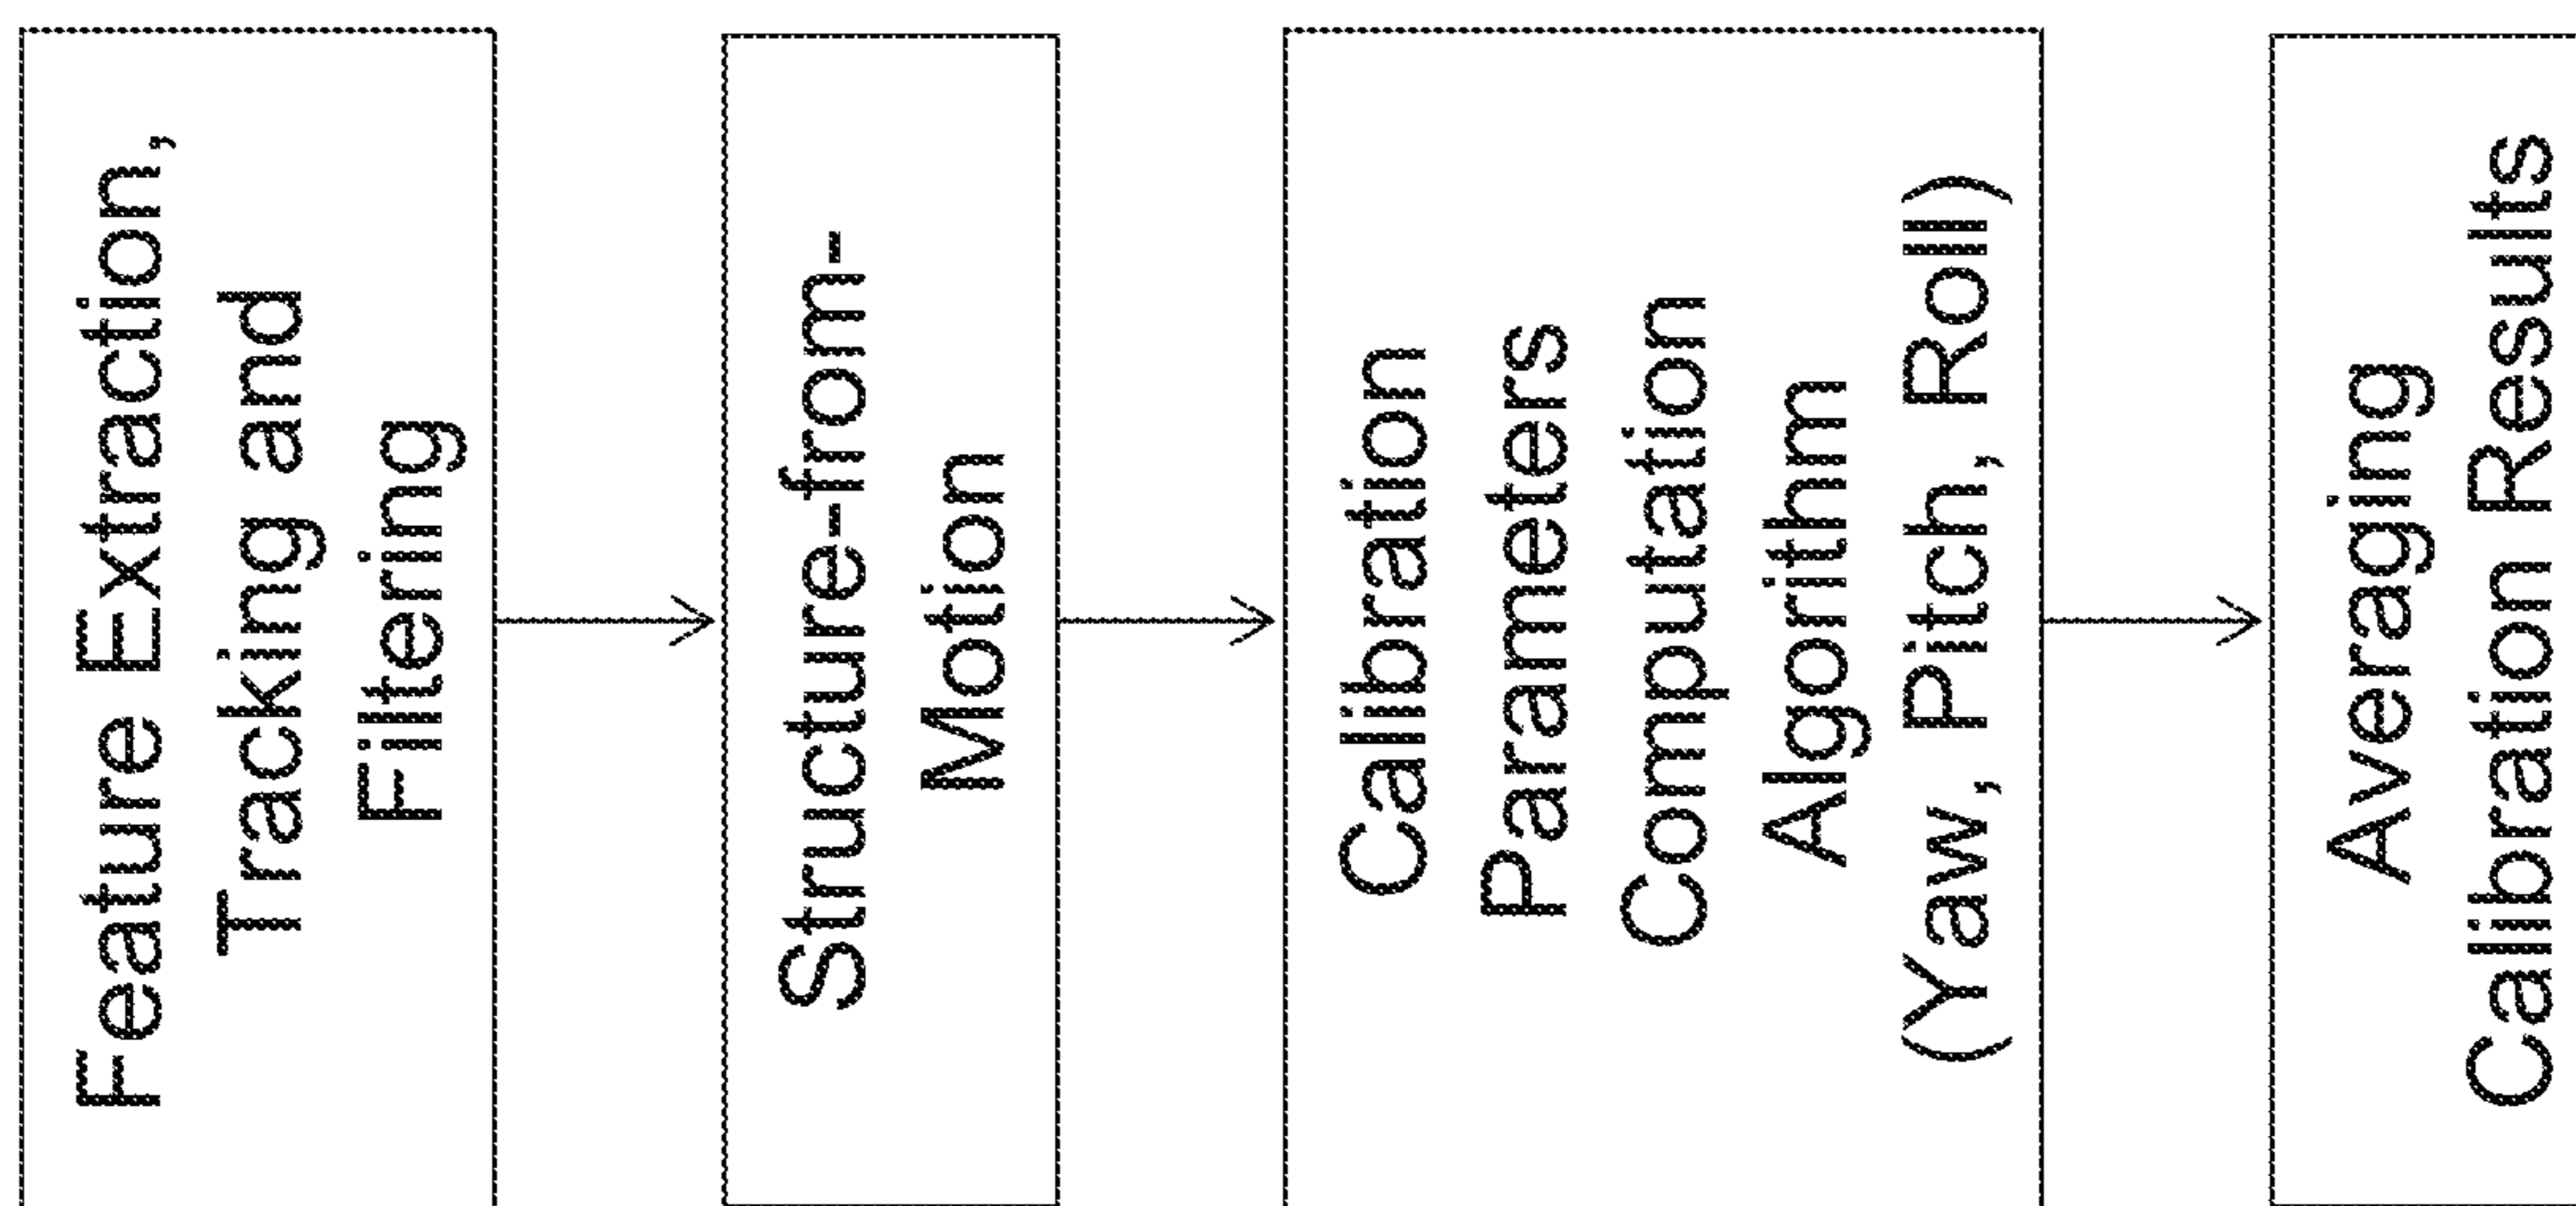 Feature Extraction,
Tracking and
Filtering
Structure-from-
Motion
Calibration
Parameters
Computation
Algorithm
(Yaw, Pitch, Roll)
Averaging
Calibration Results